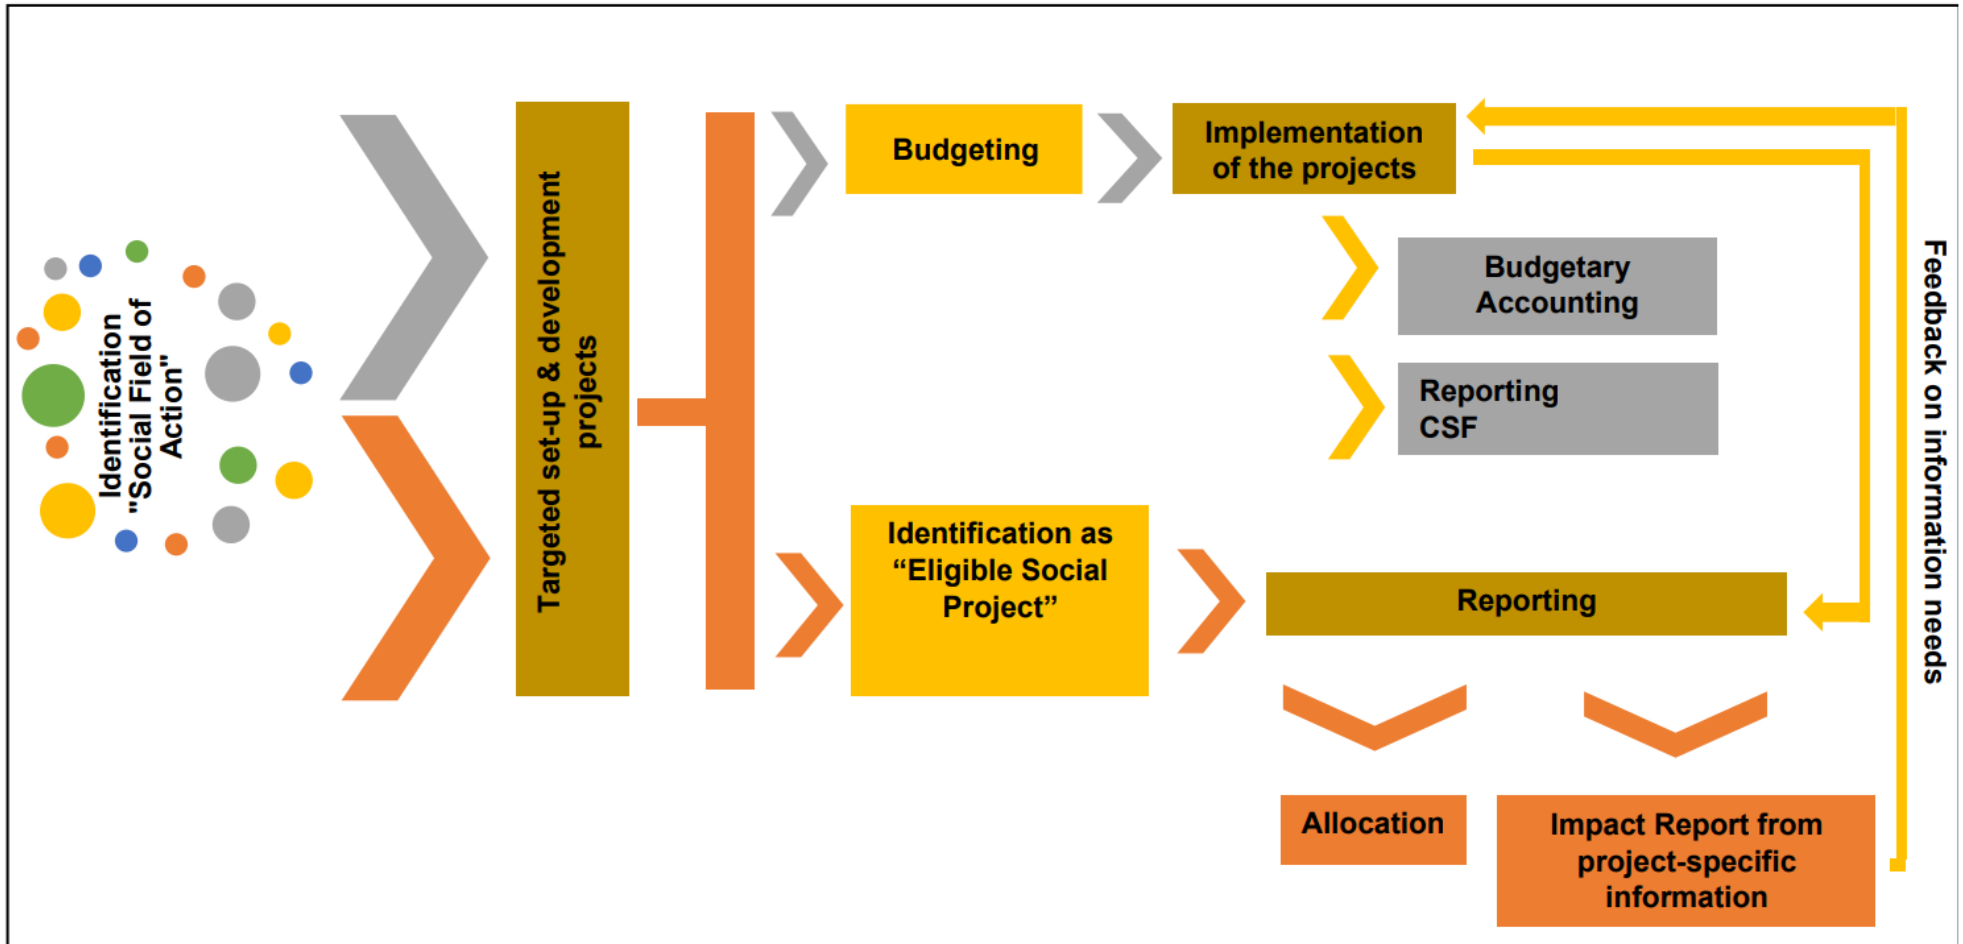 Identification
"Social Field of
Action"
Targeted set-up & development
projects
Budgeting
Implementation
of the projects
Budgetary
Accounting
Reporting
CSF
Identification as
“Eligible Social
Project”
Reporting
Allocation
Impact Report from
project-specific
information
Feedback on information needs